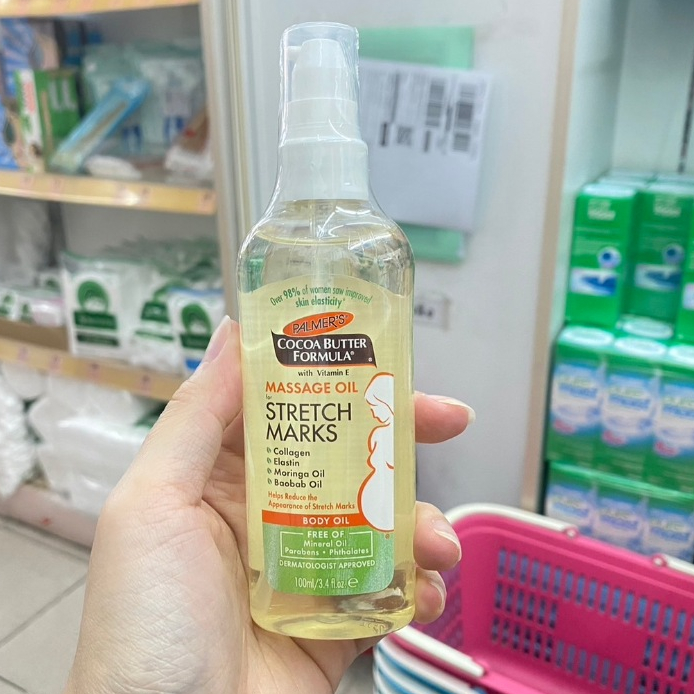 Over 98% of women saw improved
skin elasticity*
PALMER'S
COCOA BUTTER
FORMULA®
with Vitamin E
MASSAGE OIL
for
STRETCH
MARKS
Collagen
Elastin
Moringa Oil
Baobab Oil
Helps Reduce the
Appearance of Stretch Marks
BODY OIL
FREE OF
Mineral Oil
Parabens • Phthalates
DERMATOLOGIST APPROVED
100ml/3.4 fl.oz. ℮